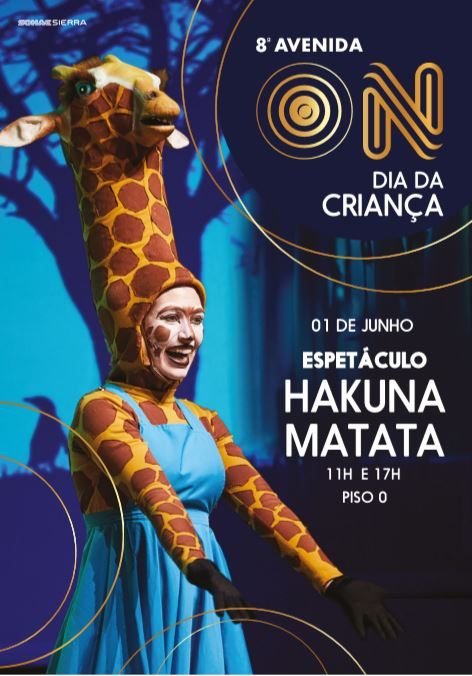 SONAE SIERRA
8ª AVENIDA
ON
DIA DA
CRIANÇA
01 DE JUNHO
ESPETÁCULO
HAKUNA
MATATA
11H E 17H
PISO 0